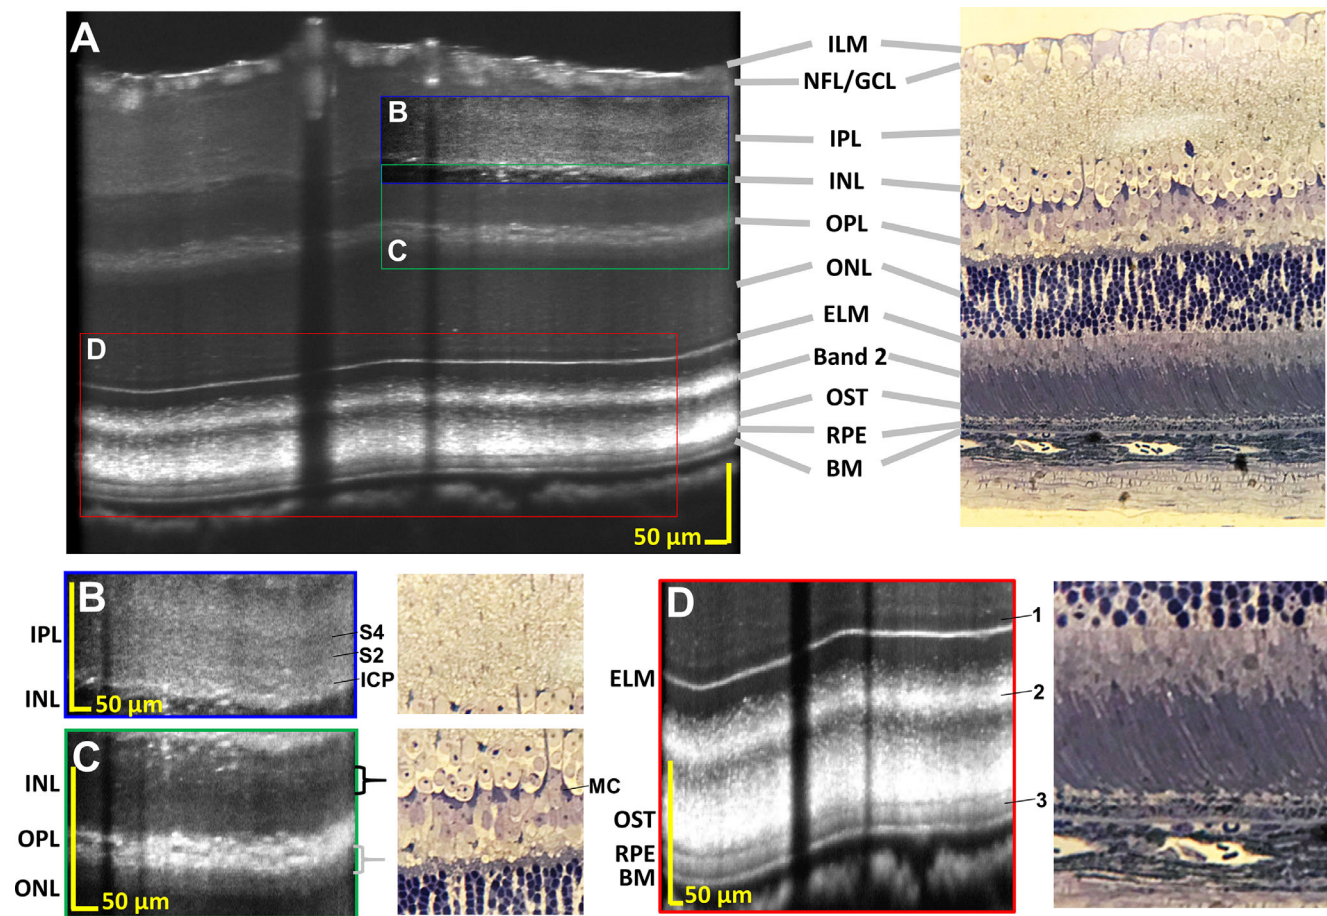 A
B
C
D
50 µm
ILM
NFL/GCL
IPL
INL
OPL
ONL
ELM
Band 2
OST
RPE
BM
B
IPL
INL
S4
S2
ICP
50 µm
C
INL
OPL
ONL
50 µm
MC
D
ELM
OST
RPE
BM
1
2
3
50 µm